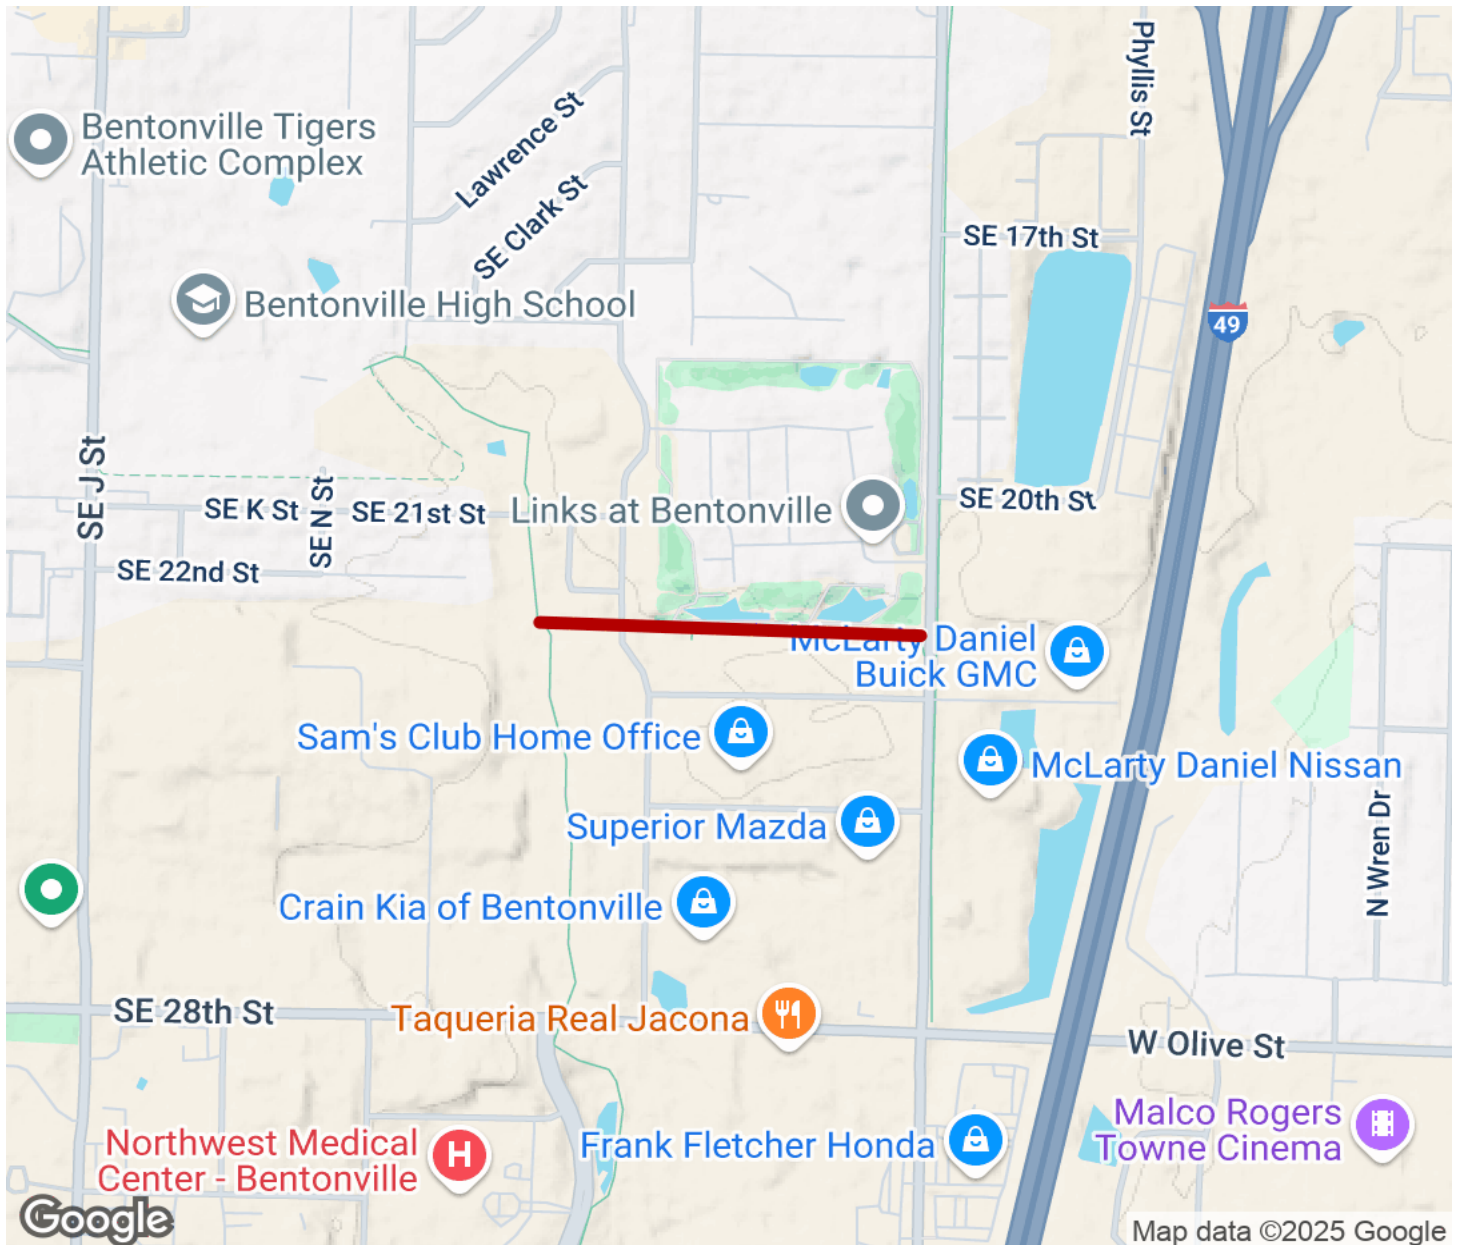 Phyllis St
Bentonville Tigers
Athletic Complex
Lawrence St
SE Clark St
SE 17th St
Bentonville High School
49
SE J St
SE K St
SE N St
SE 21st St
Links at Bentonville
SE 20th St
SE 22nd St
McLarty Daniel
Buick GMC
Sam's Club Home Office
McLarty Daniel Nissan
Superior Mazda
N Wren Dr
Crain Kia of Bentonville
SE 28th St
Taqueria Real Jacona
W Olive St
Malco Rogers
Towne Cinema
Frank Fletcher Honda
Northwest Medical
Center - Bentonville
H
Google
Map data ©2025 Google